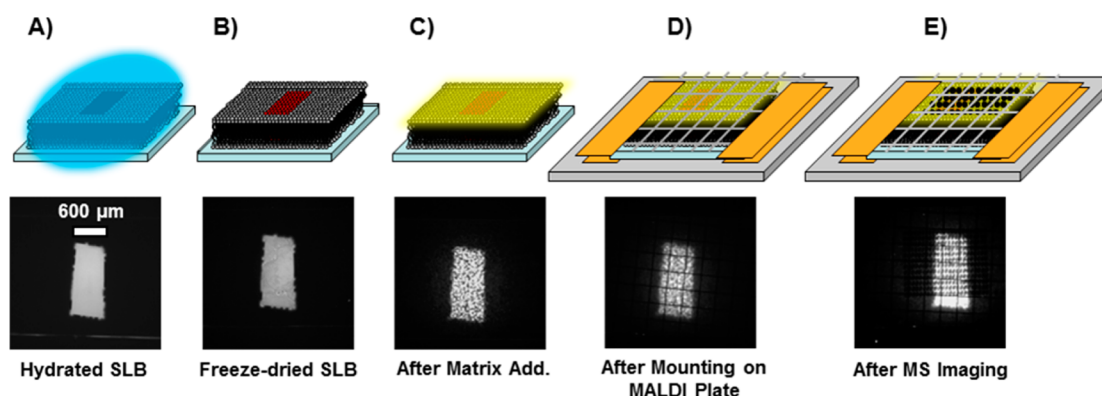 A)
B)
C)
D)
E)
600 µm
Hydrated SLB
Freeze-dried SLB
After Matrix Add.
After Mounting on
MALDI Plate
After MS Imaging